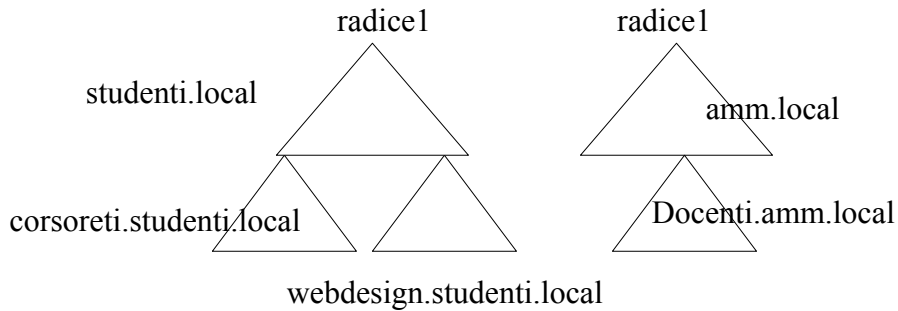 radice1
radice1
studenti.local
amm.local
corsoreti.studenti.local
Docenti.amm.local
webdesign.studenti.local